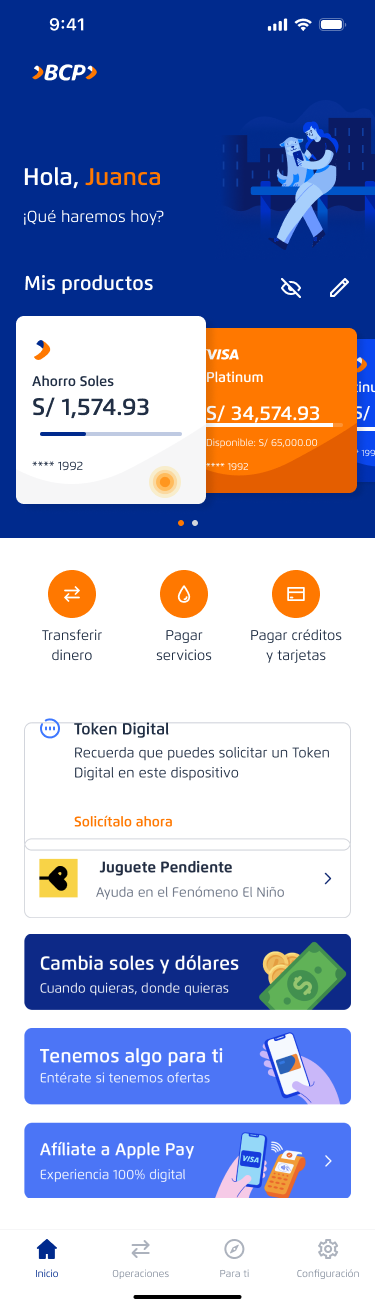 9:41
BCP
Hola, Juanca
¡Qué haremos hoy?
Mis productos
Ahorro Soles
S/ 1,574.93
**** 1992
VISA
Platinum
S/ 34,574.93
Disponible: S/ 65,000.00
**** 1992
S/
Transferir
dinero
Pagar
servicios
Pagar créditos
y tarjetas
Token Digital
Recuerda que puedes solicitar un Token
Digital en este dispositivo
Solicítalo ahora
Juguete Pendiente
Ayuda en el Fenómeno El Niño
Cambia soles y dólares
Cuando quieras, donde quieras
Tenemos algo para ti
Entérate si tenemos ofertas
Afíliate a Apple Pay
Experiencia 100% digital
VISA
Inicio
Operaciones
Para ti
Configuración